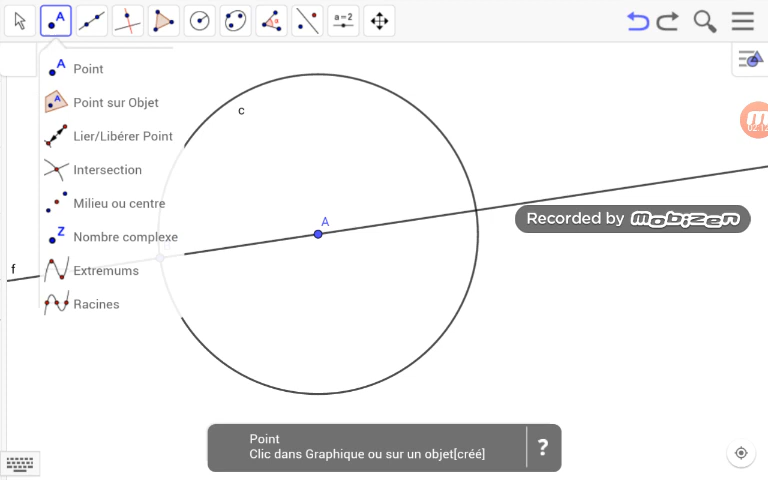 A
a = 2
A
Point
A
Point sur Objet
Lier/Libérer Point
Intersection
Milieu ou centre
Z
Nombre complexe
Extremums
Racines
c
A
f
Recorded by MOBIZEN
Point
Clic dans Graphique ou sur un objet[créé]
?